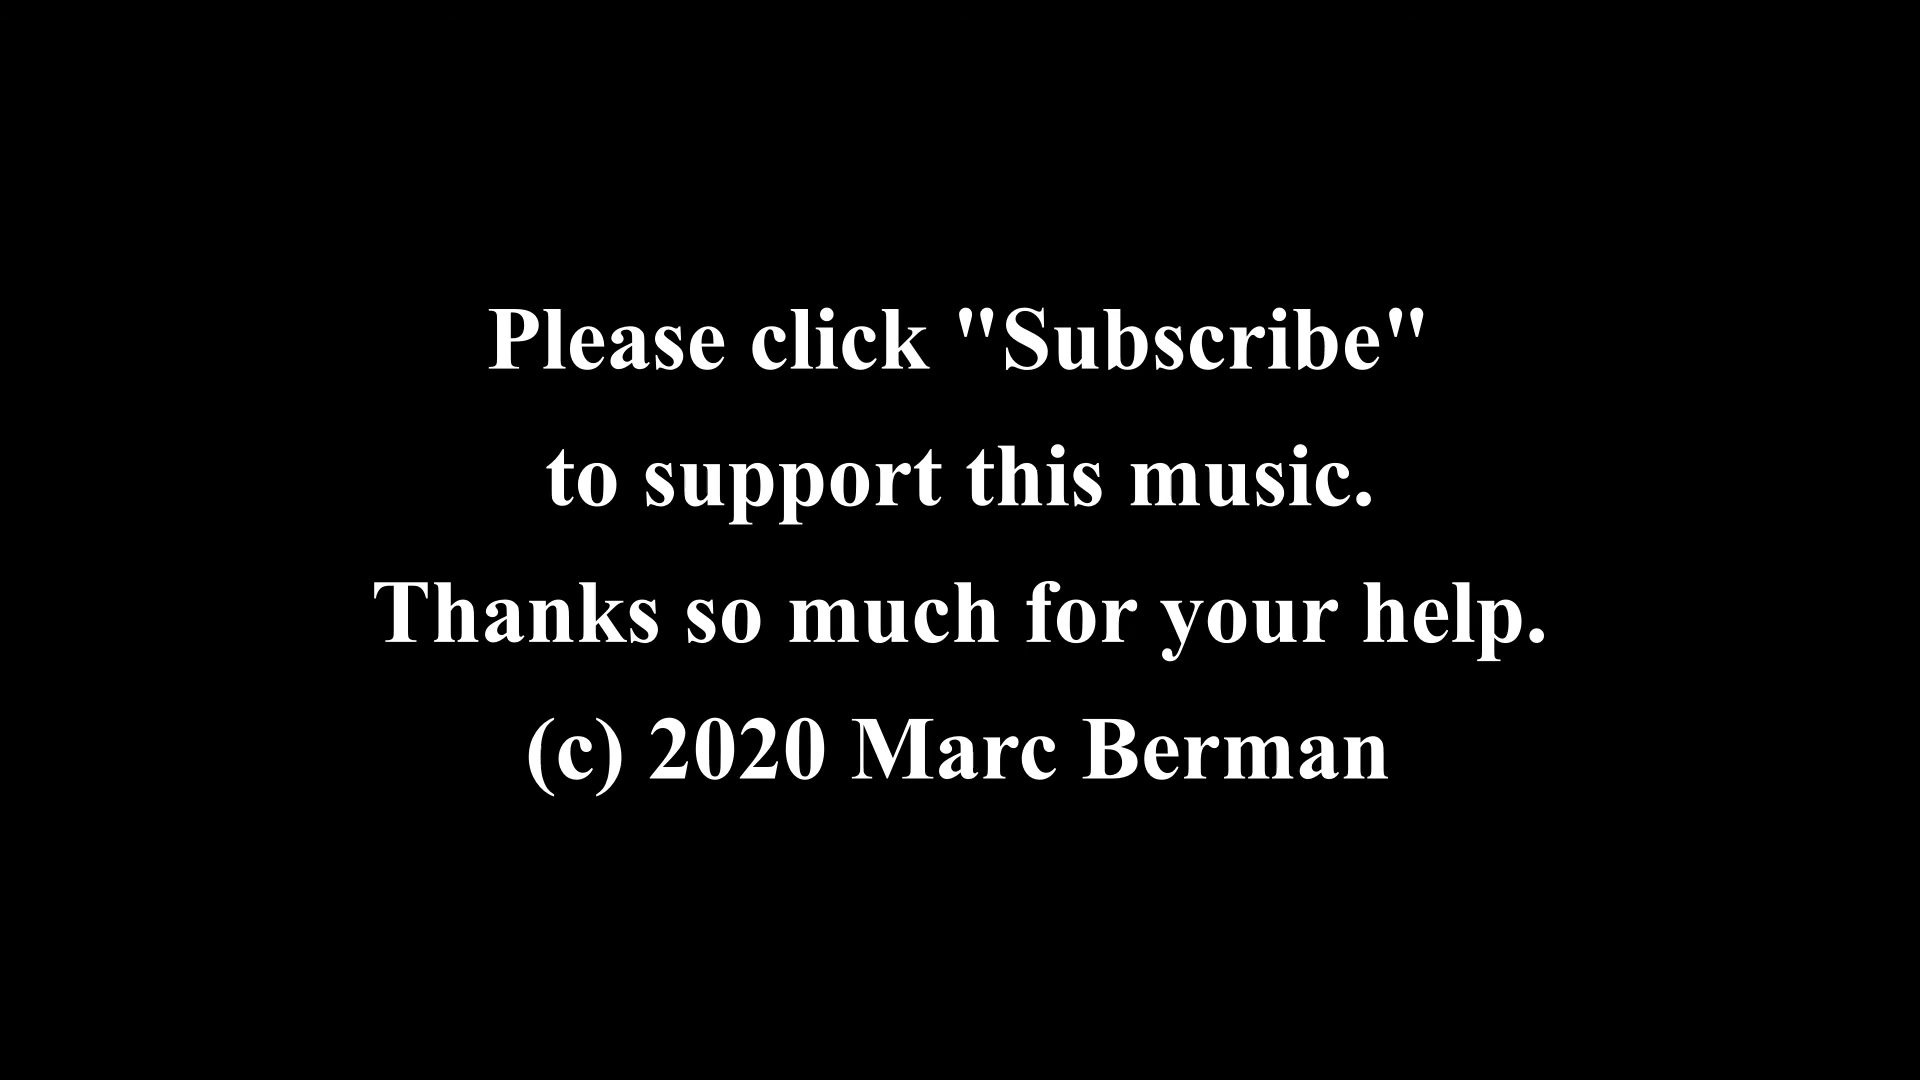 Please click "Subscribe"
to support this music.
Thanks so much for your help.
(c) 2020 Marc Berman